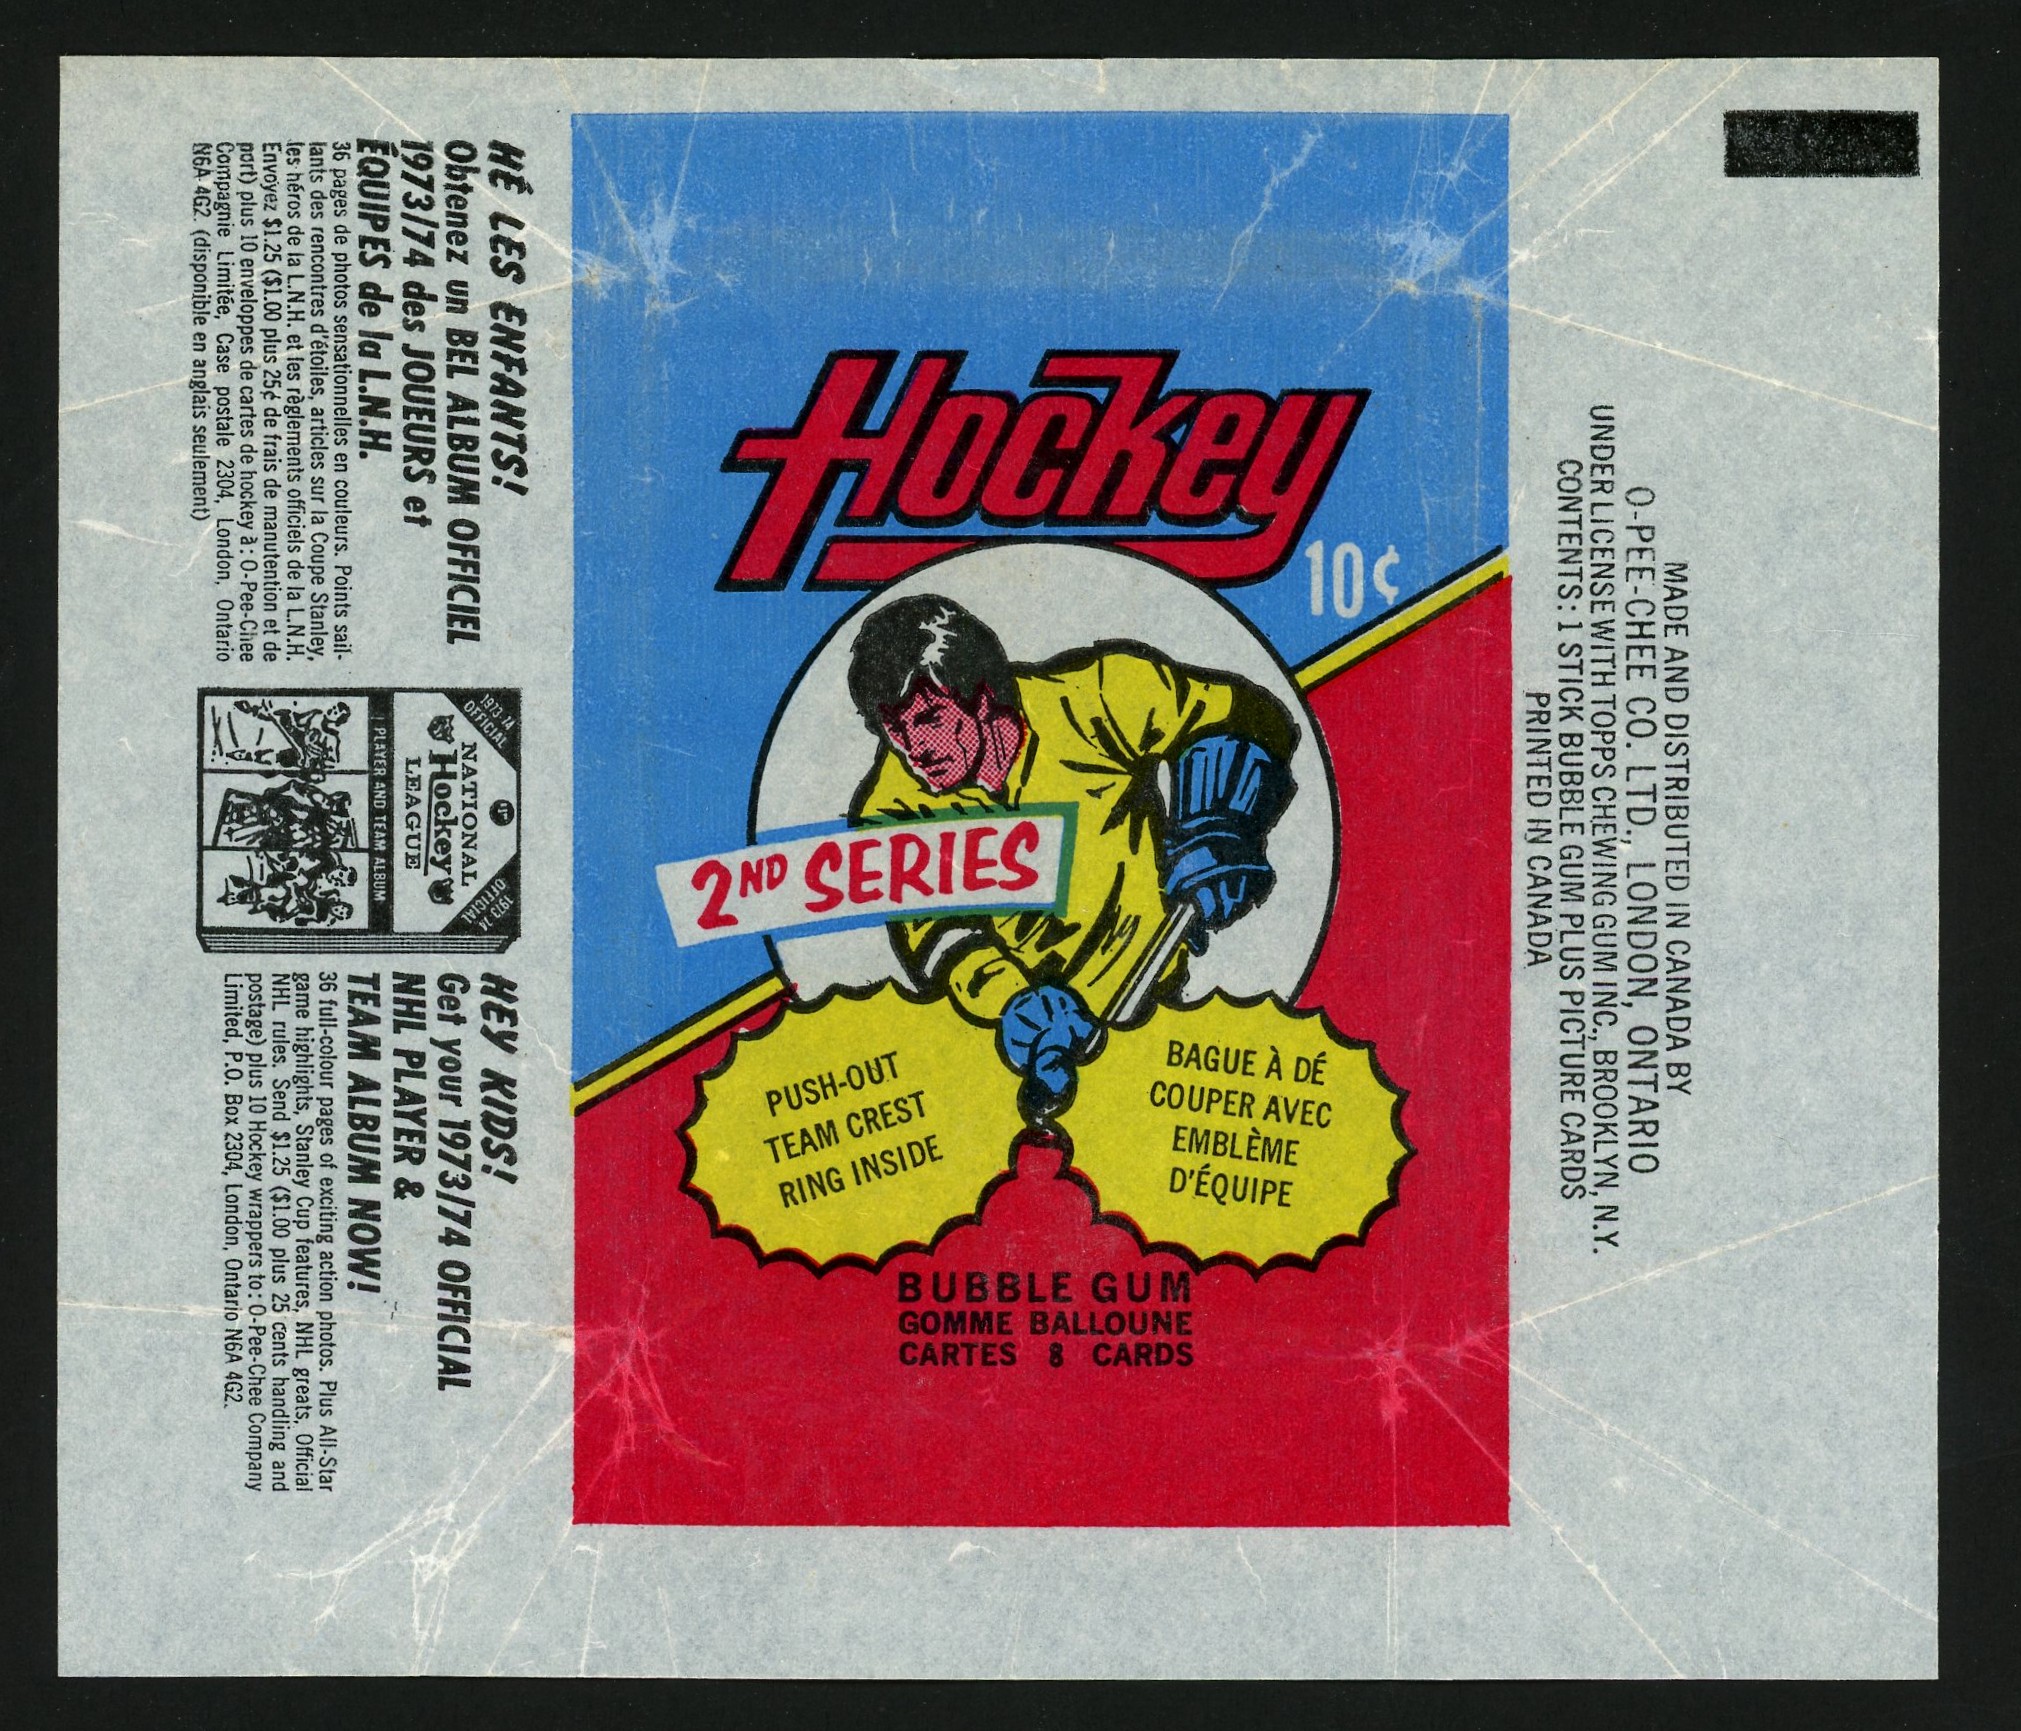 HÉ LES ENFANTS!
Obtenez un BEL ALBUM OFFICIEL
1973/74 des JOUEURS et
ÉQUIPES de la L.N.H.
36 pages de photos sensationnelles en couleurs. Points sail-
lants des rencontres d'étoiles, articles sur la Coupe Stanley,
les héros de la L.N.H. et les règlements officiels de la L.N.H.
Envoyez $1.25 ($1.00 plus 25¢ de frais de manutention et de
port) plus 10 enveloppes de cartes de hockey à: O-Pee-Chee
Compagnie Limitée, Case postale 2304, London, Ontario
N6A 4G2. (disponible en anglais seulement)
1973-74
OFFICIAL
NATIONAL
Hockey
LEAGUE
1973-74
OFFICIAL
PLAYER AND TEAM ALBUM
HEY KIDS!
Get your 1973/74 OFFICIAL
NHL PLAYER &
TEAM ALBUM NOW!
36 full-colour pages of exciting action photos. Plus All-Star
game highlights, Stanley Cup features, NHL greats, Official
NHL rules. Send $1.25 ($1.00 plus 25 cents handling and
postage) plus 10 Hockey wrappers to: O-Pee-Chee Company
Limited, P.O. Box 2304, London, Ontario N6A 4G2.
Hockey
10¢
2ND SERIES
PUSH-OUT
TEAM CREST
RING INSIDE
BAGUE À DÉ
COUPER AVEC
EMBLÈME
D'ÉQUIPE
BUBBLE GUM
GOMME BALLOUNE
CARTES 8 CARDS
MADE AND DISTRIBUTED IN CANADA BY
O-PEE-CHEE CO. LTD., LONDON, ONTARIO
UNDER LICENSE WITH TOPPS CHEWING GUM INC., BROOKLYN, N.Y.
CONTENTS: 1 STICK BUBBLE GUM PLUS PICTURE CARDS
PRINTED IN CANADA